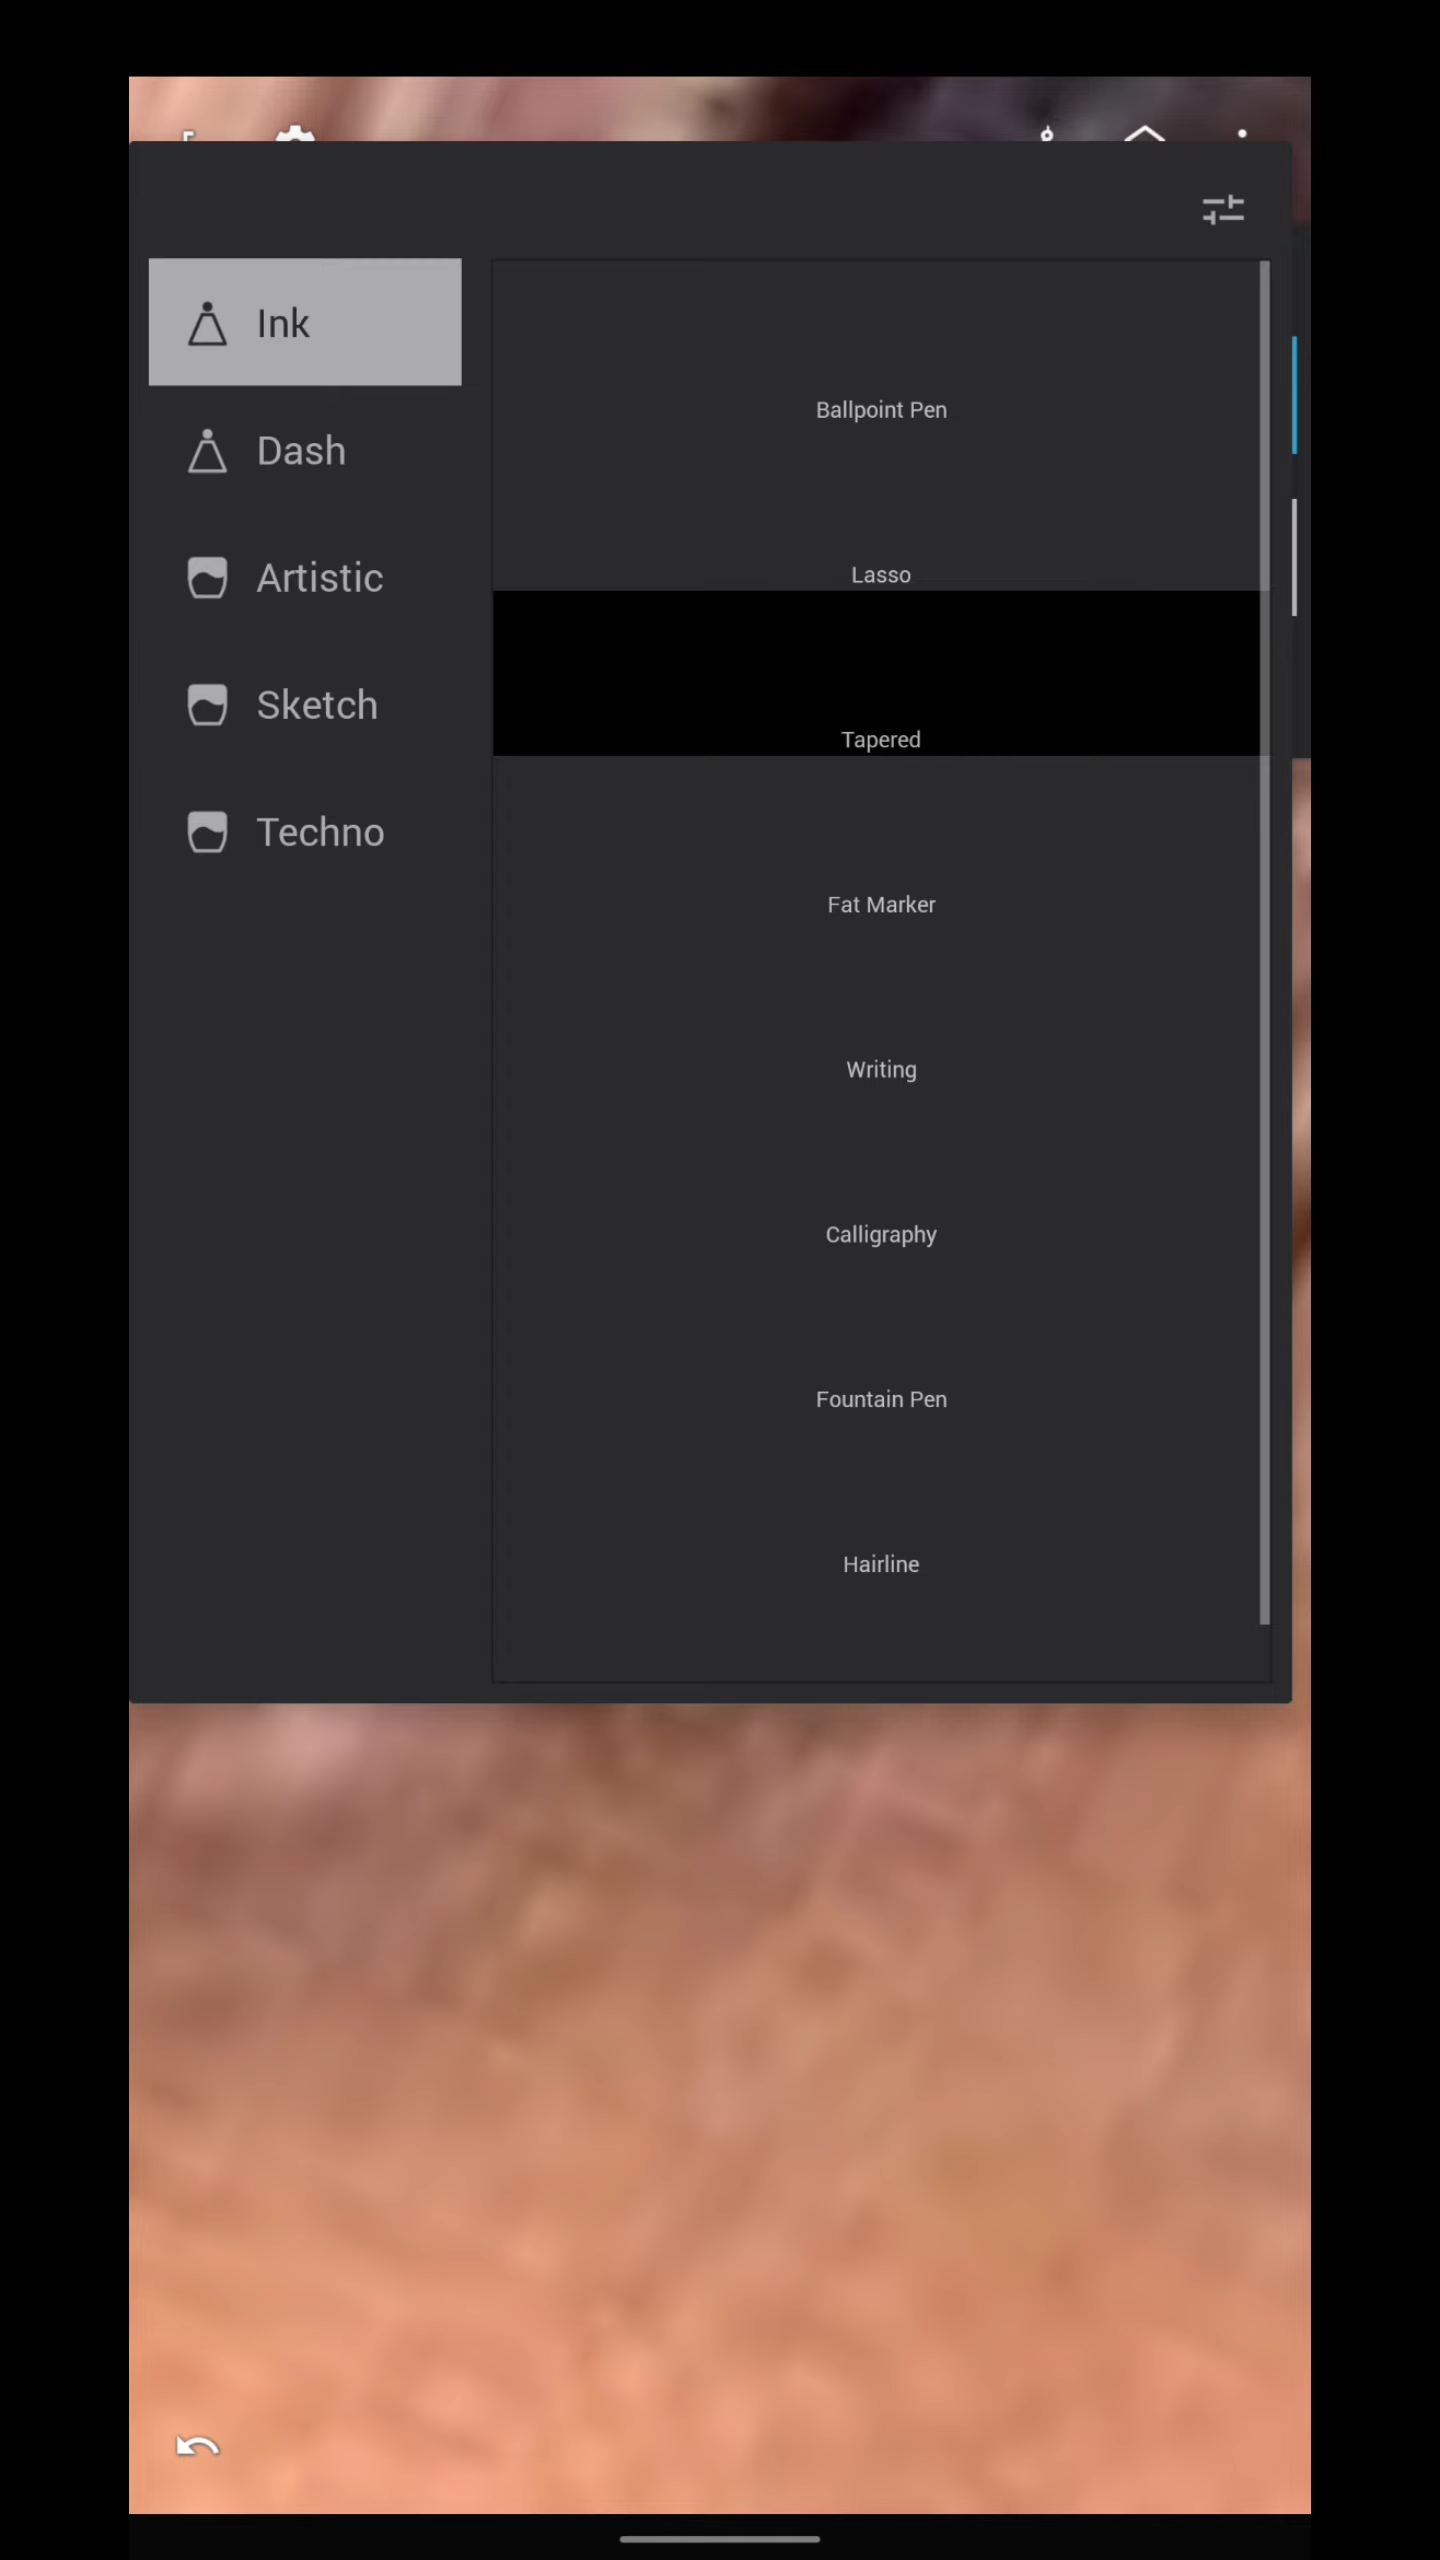 Ink
Dash
Artistic
Sketch
Techno
Ballpoint Pen
Lasso
Tapered
Fat Marker
Writing
Calligraphy
Fountain Pen
Hairline